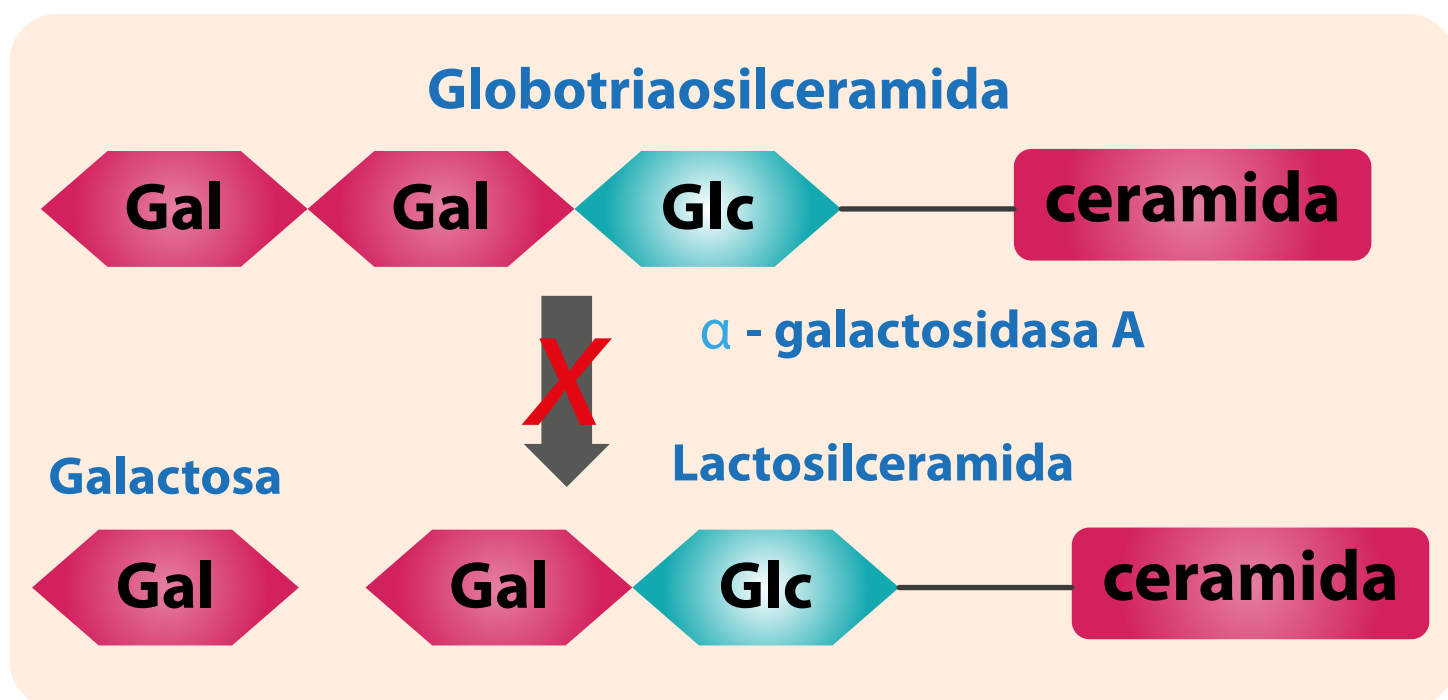 Globotriaosilceramida
Gal Gal Glc ceramida
α - galactosidasa A
X
Galactosa Lactosilceramida
Gal Gal Glc ceramida